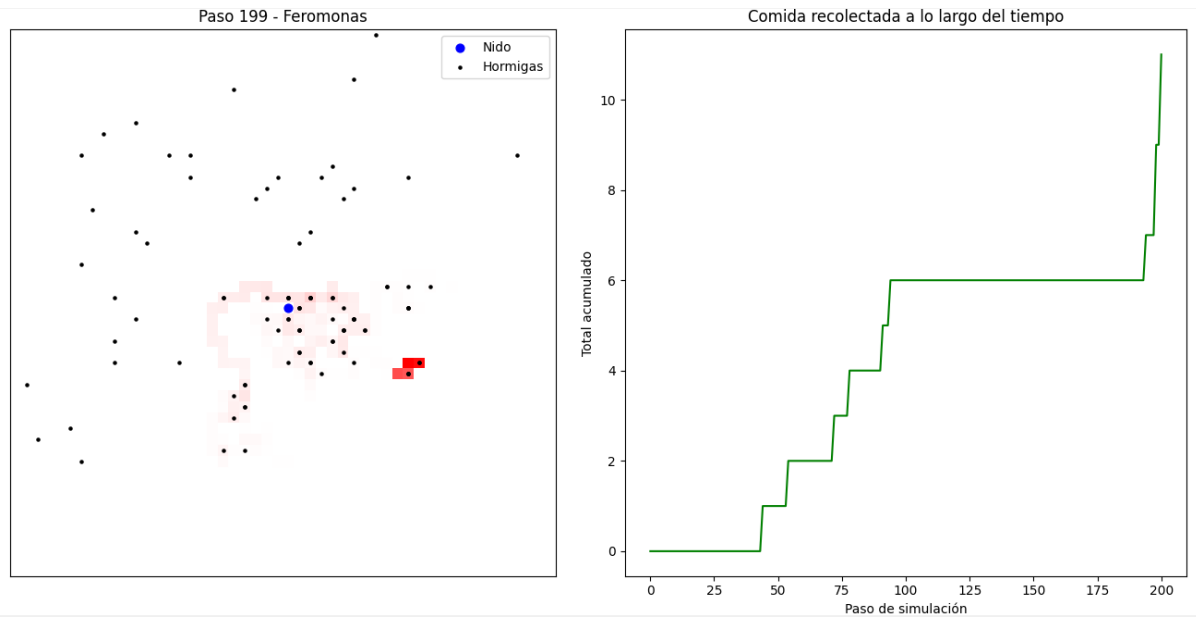 Paso 199 - Feromonas
Nido
Hormigas
Comida recolectada a lo largo del tiempo
Total acumulado
10
8
6
4
2
0
0 25 50 75 100 125 150 175 200
Paso de simulación